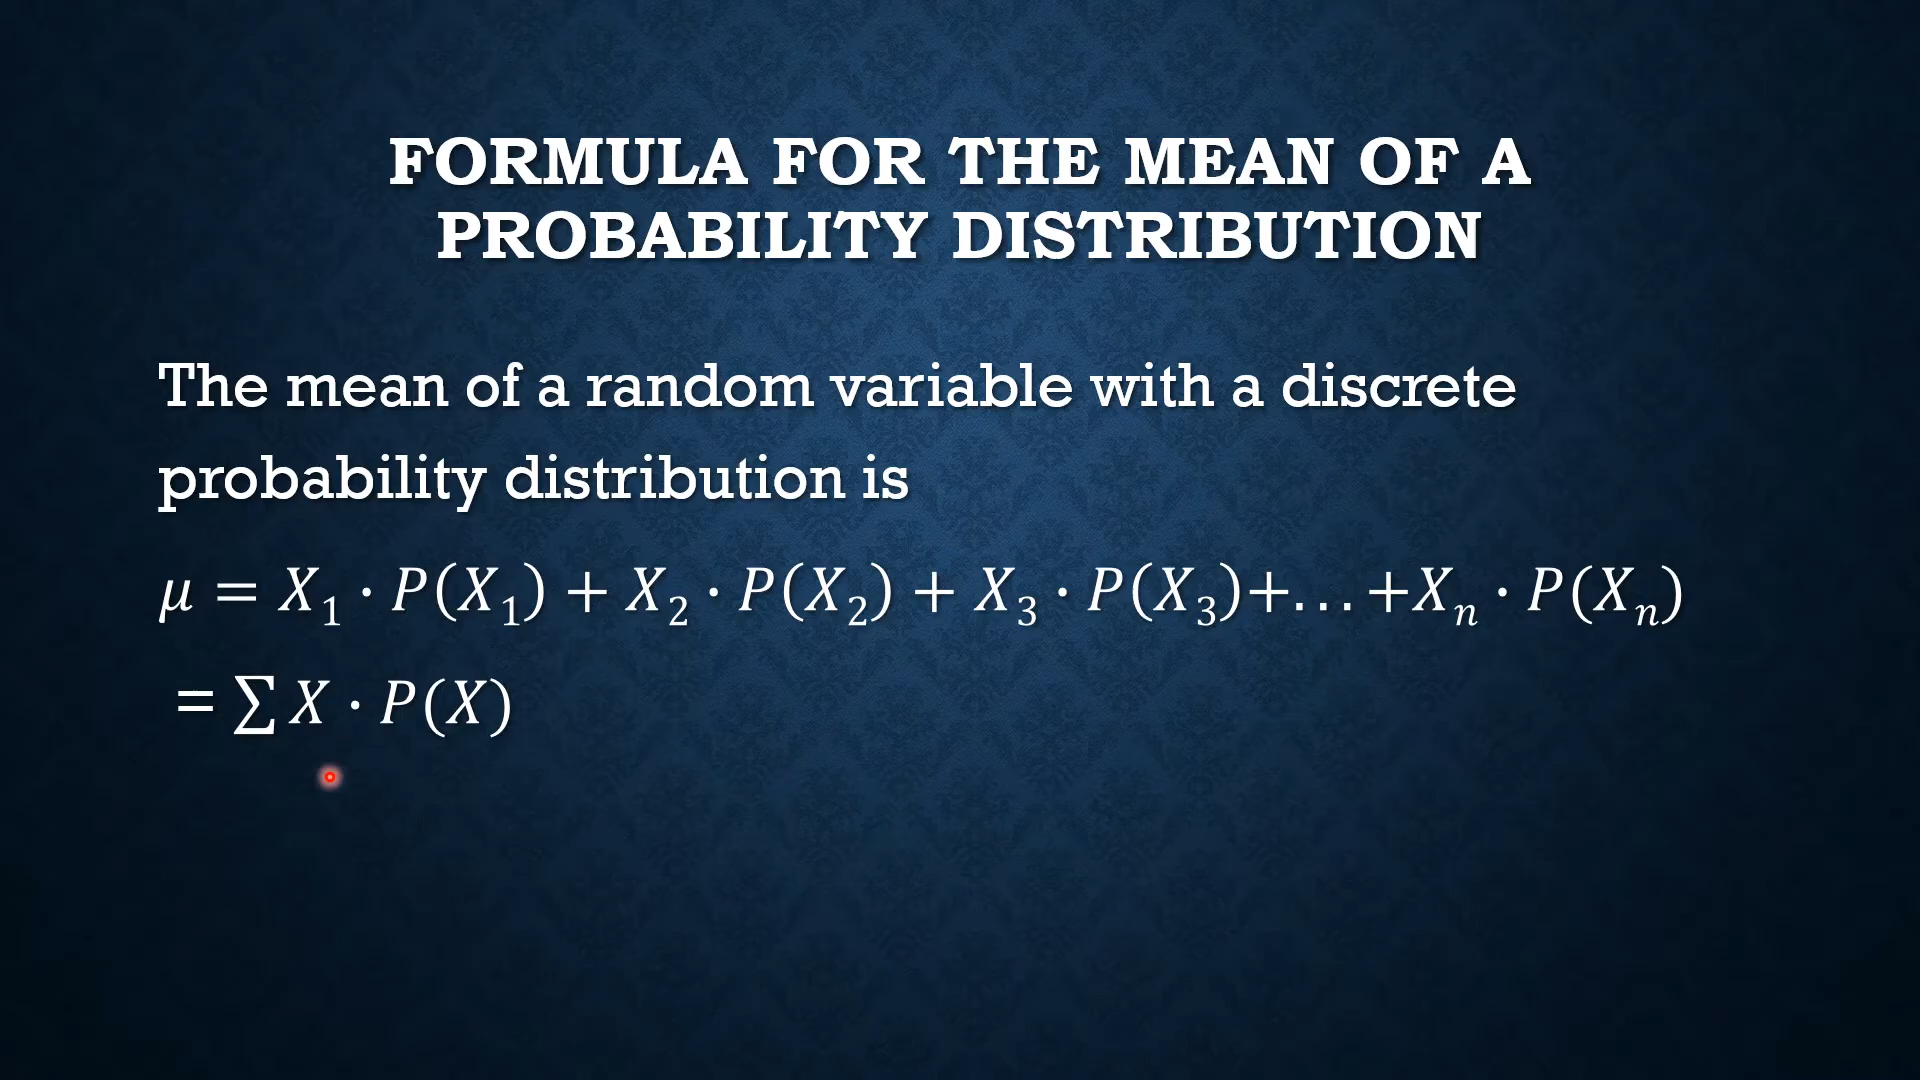 FORMULA FOR THE MEAN OF A
PROBABILITY DISTRIBUTION
The mean of a random variable with a discrete
probability distribution is
μ = X₁ · P(X₁) + X₂ · P(X₂) + X₃ · P(X₃)+…+Xₙ · P(Xₙ)
= ∑ X · P(X)